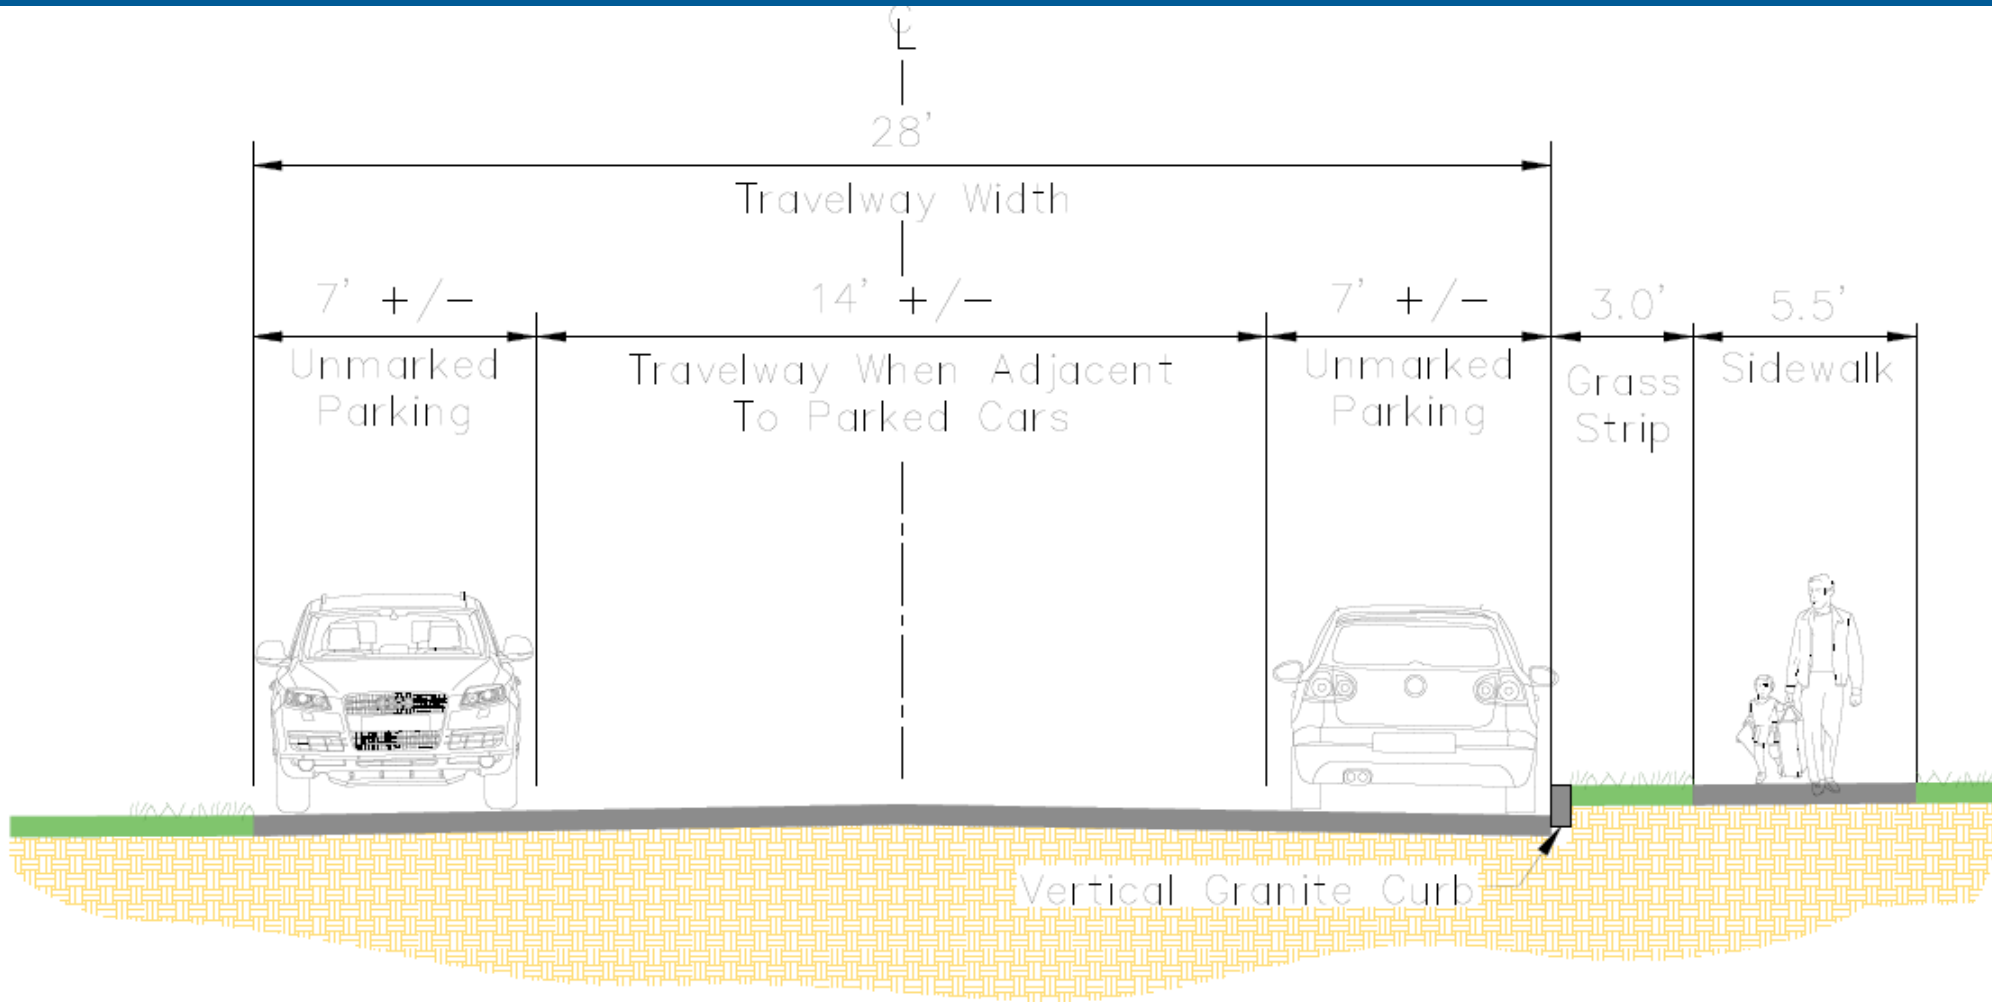 CL
28'
Travelway Width
7' +/-
14' +/-
7' +/-
3.0'
5.5'
Unmarked
Parking
Travelway When Adjacent
To Parked Cars
Unmarked
Parking
Grass
Strip
Sidewalk
Vertical Granite Curb